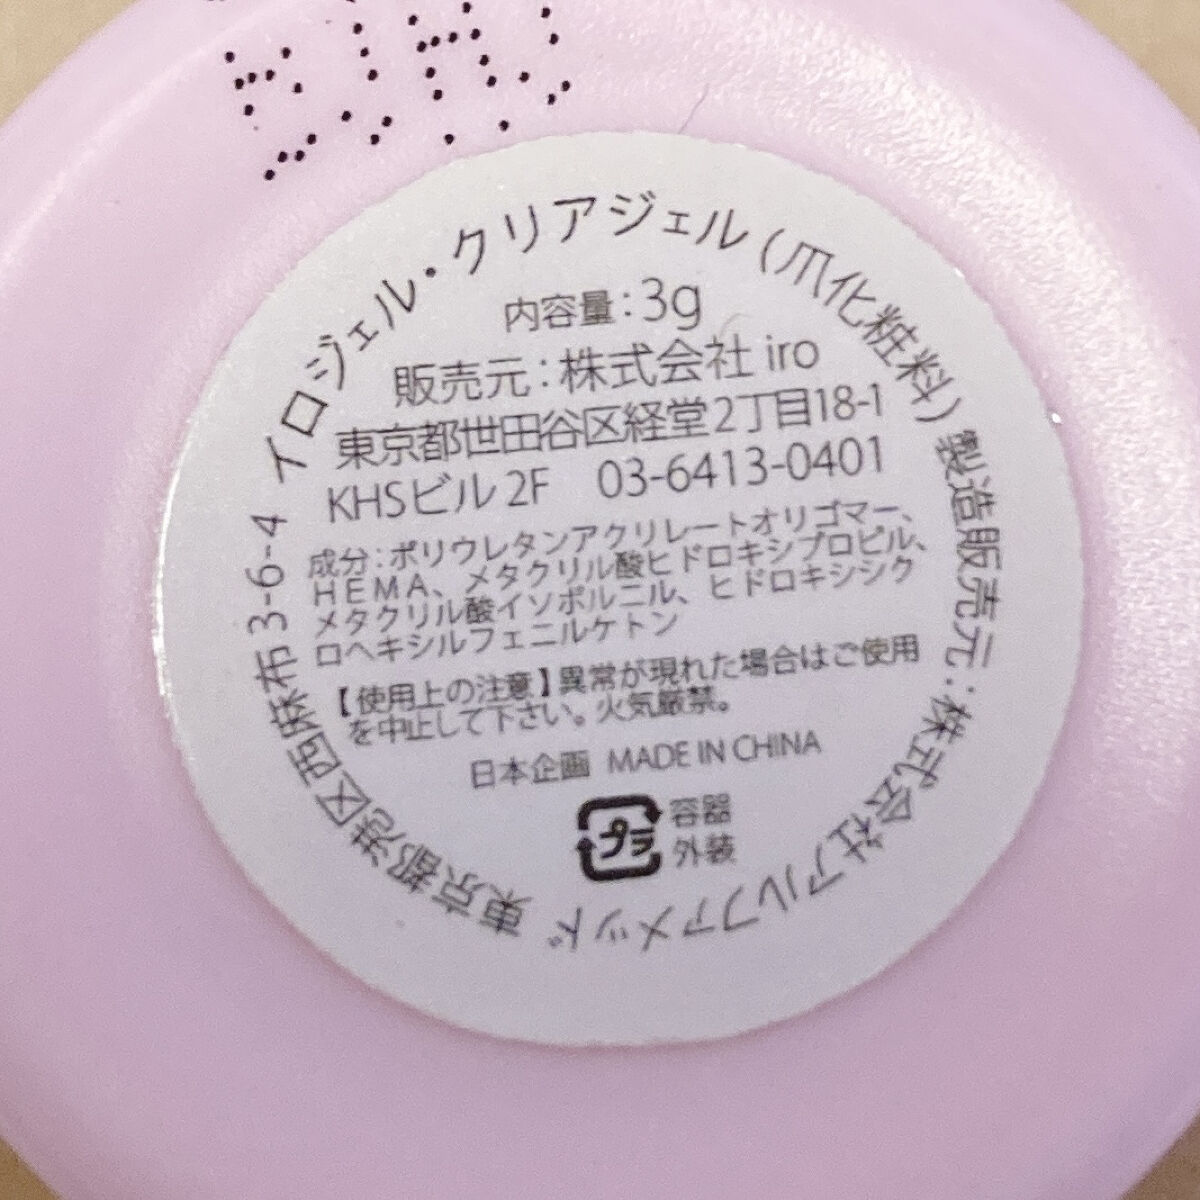 イロジェル・クリアジェル（爪化粧料）製造販売元：株式会社アルファメッド 東京都港区西麻布3-6-4
内容量：3g
販売元：株式会社 iro
東京都世田谷区経堂2丁目18-1
KHSビル 2F　03-6413-0401
成分：ポリウレタンアクリレートオリゴマー、
HEMA、メタクリル酸ヒドロキシプロピル、
メタクリル酸イソボルニル、ヒドロキシシク
ロヘキシルフェニルケトン
【使用上の注意】異常が現れた場合はご使用
を中止して下さい。火気厳禁。
日本企画 MADE IN CHINA
プラ 容器
外装